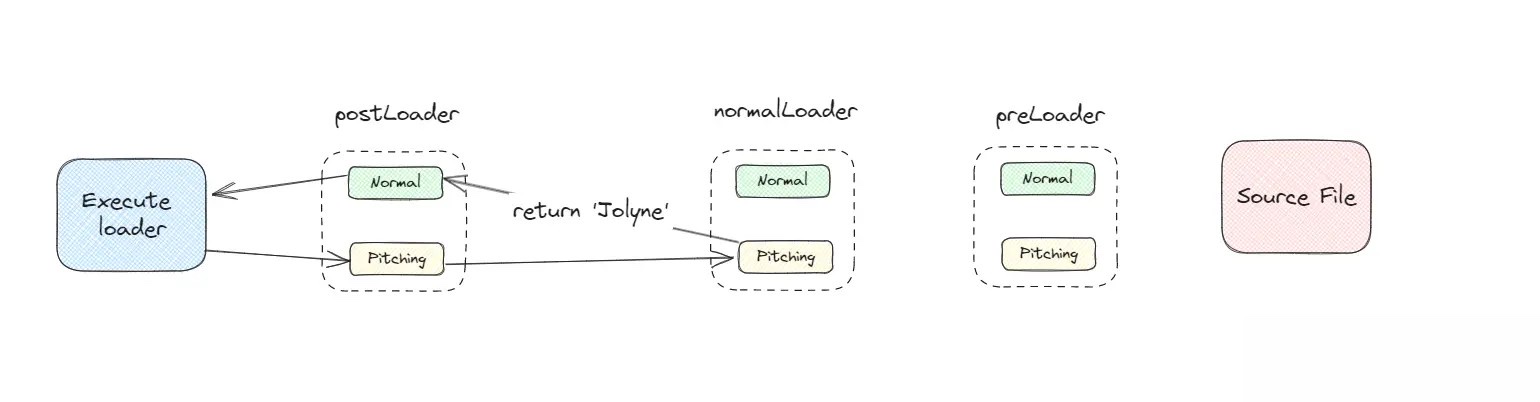 postLoader
normalLoader
preLoader
Execute
loader
Normal
Pitching
return 'Jolyne'
Normal
Pitching
Normal
Pitching
Source File